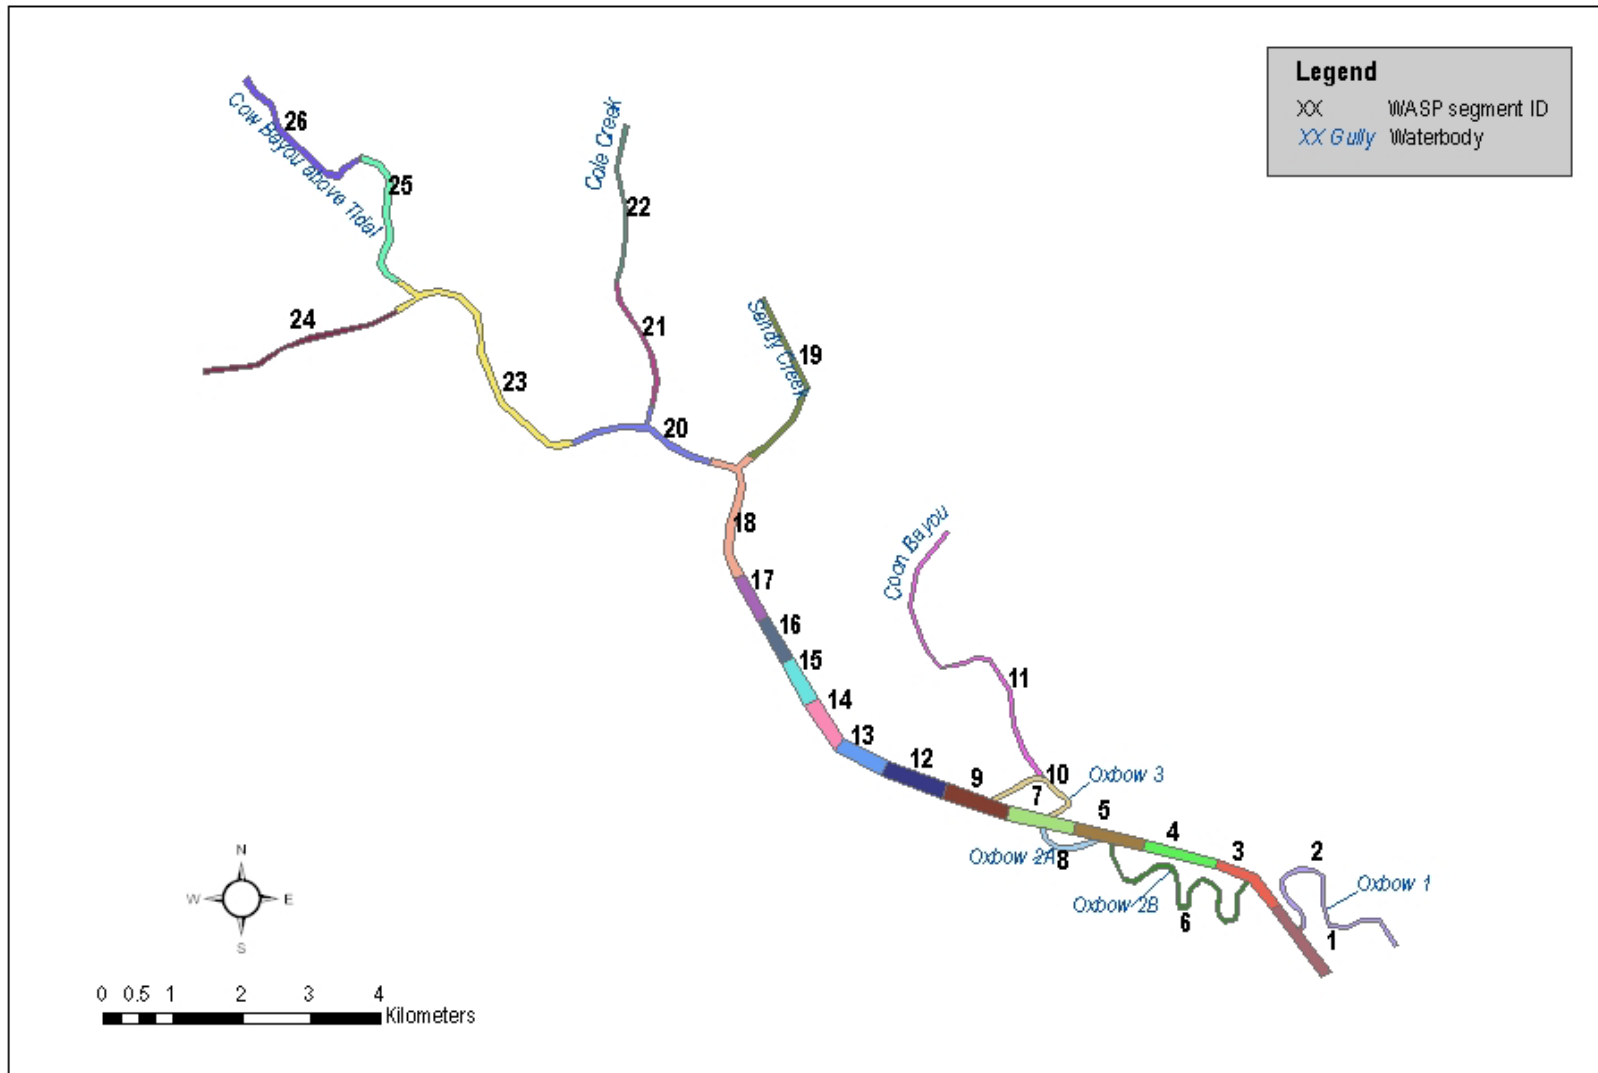 Legend
XX WASP segment ID
XX Gully Waterbody
Cow Bayou above Tidal
26
25
Cole Creek
22
24
21
Sandy Creek
19
23
20
18
Coon Bayou
17
16
15
11
14
13
12
9
10
Oxbow 3
7
5
4
3
2
Oxbow 2A
8
Oxbow 1
Oxbow 2B
6
1
N
W E
S
0 0.5 1 2 3 4
Kilometers